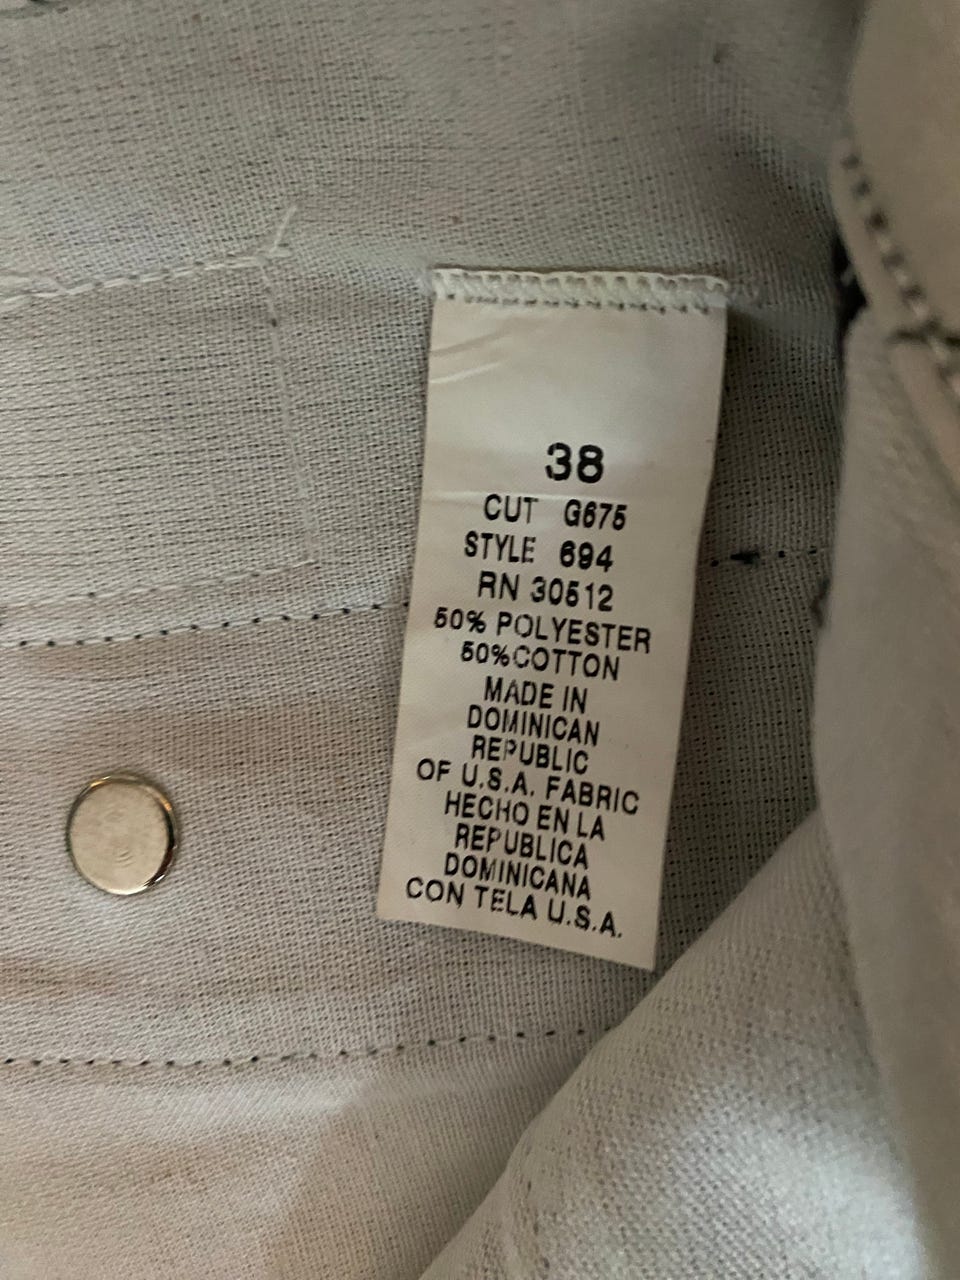 38
CUT G675
STYLE 694
RN 30512
50% POLYESTER
50%COTTON
MADE IN
DOMINICAN
REPUBLIC
OF U.S.A. FABRIC
HECHO EN LA
REPUBLICA
DOMINICANA
CON TELA U.S.A.